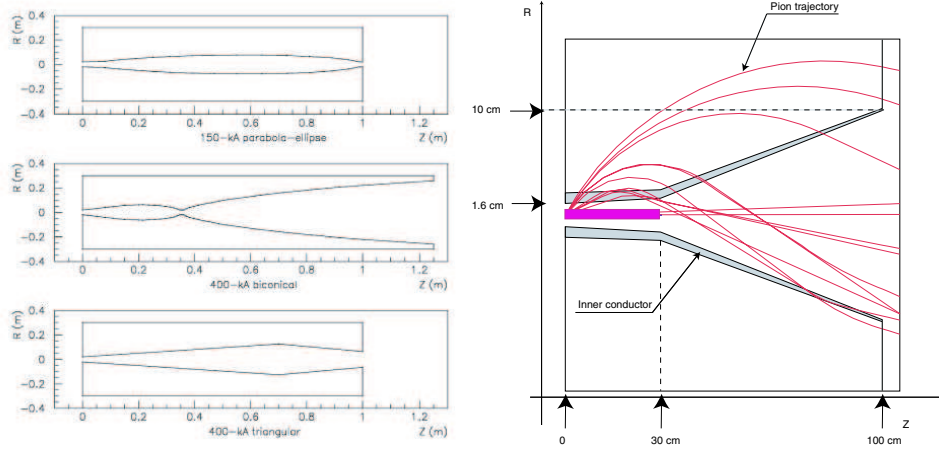 R (m)
0.4
0.2
0
−0.2
−0.4
0 0.2 0.4 0.6 0.8 1 1.2
Z (m)
150−kA parabola−ellipse
R (m)
0.4
0.2
0
−0.2
−0.4
0 0.2 0.4 0.6 0.8 1 1.2
Z (m)
400−kA biconical
R (m)
0.4
0.2
0
−0.2
−0.4
0 0.2 0.4 0.6 0.8 1 1.2
Z (m)
400−kA triangular
R
Pion trajectory
10 cm
1.6 cm
Inner conductor
Z
0 30 cm 100 cm